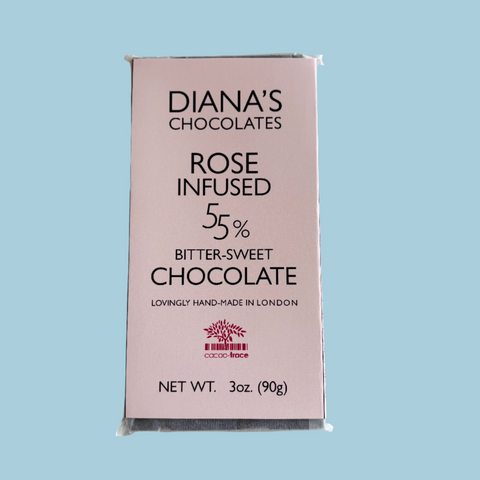 DIANA'S
CHOCOLATES
ROSE
INFUSED
55%
BITTER-SWEET
CHOCOLATE
LOVINGLY HAND-MADE IN LONDON
cacao-trace
NET WT. 3oz. (90g)